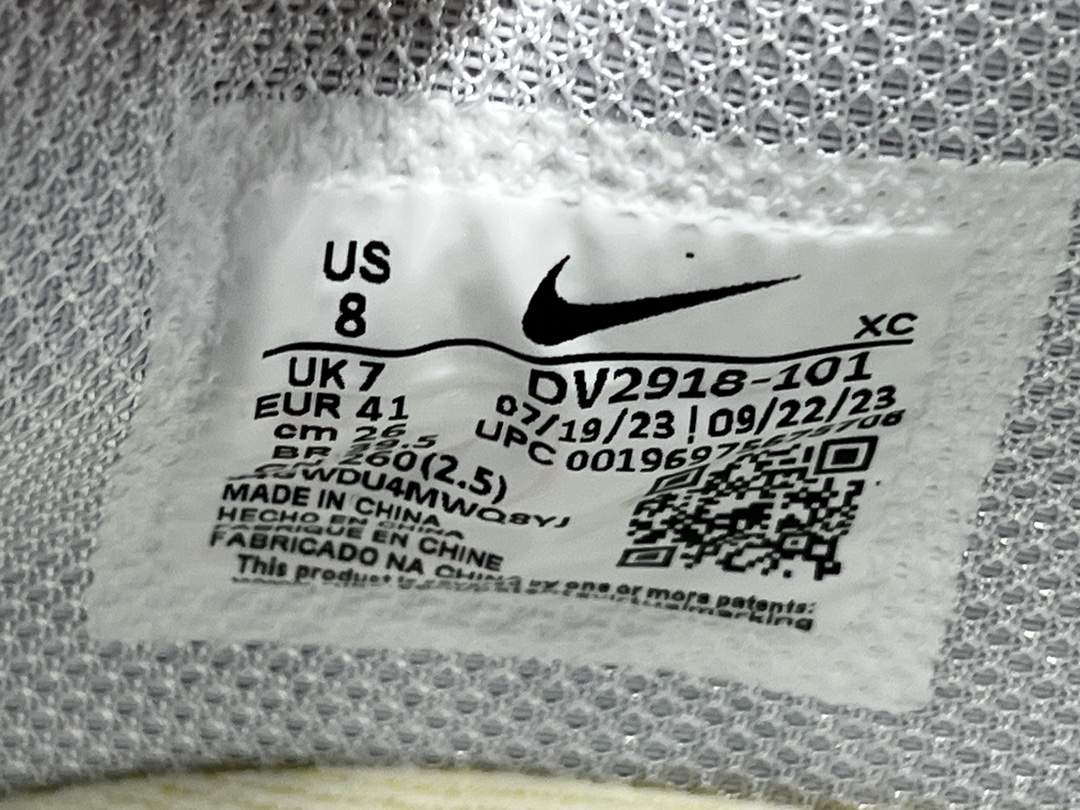 US
8
XC
UK 7
EUR 41
cm 26
BR 39.5
260(2.5)
DV2918-101
07/19/23 | 09/22/23
UPC
MADE IN CHINA
HECHO EN CHINA
FABRIQUE EN CHINE
FABRICADO NA CHINA
This product is by one or more patents: